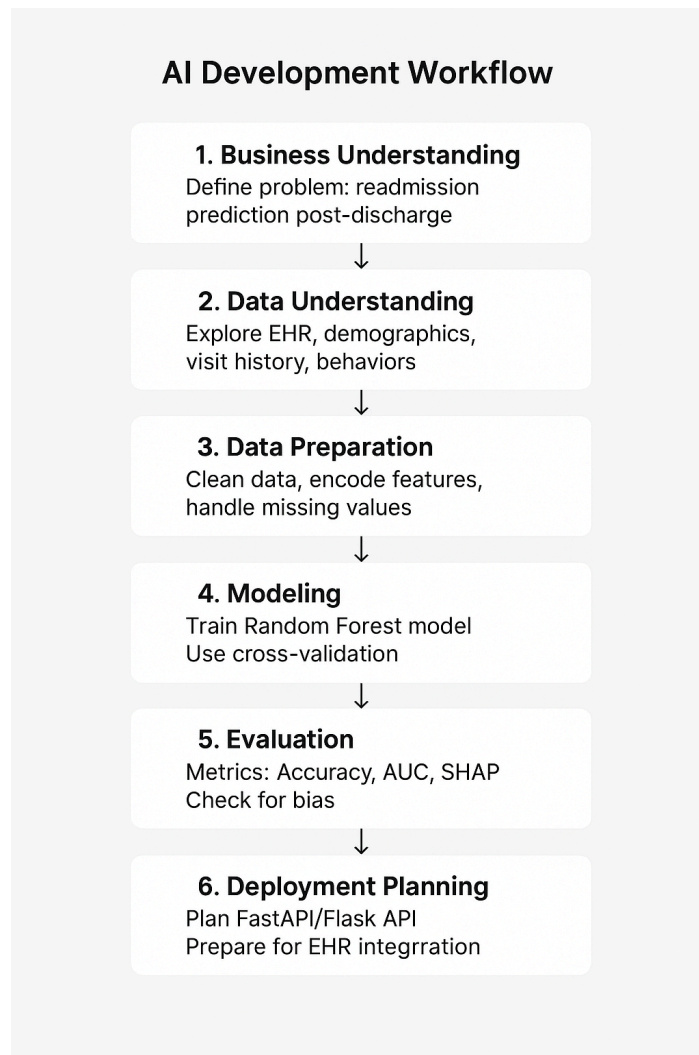 AI Development Workflow
1. Business Understanding
Define problem: readmission
prediction post-discharge
2. Data Understanding
Explore EHR, demographics,
visit history, behaviors
3. Data Preparation
Clean data, encode features,
handle missing values
4. Modeling
Train Random Forest model
Use cross-validation
5. Evaluation
Metrics: Accuracy, AUC, SHAP
Check for bias
6. Deployment Planning
Plan FastAPI/Flask API
Prepare for EHR integrration